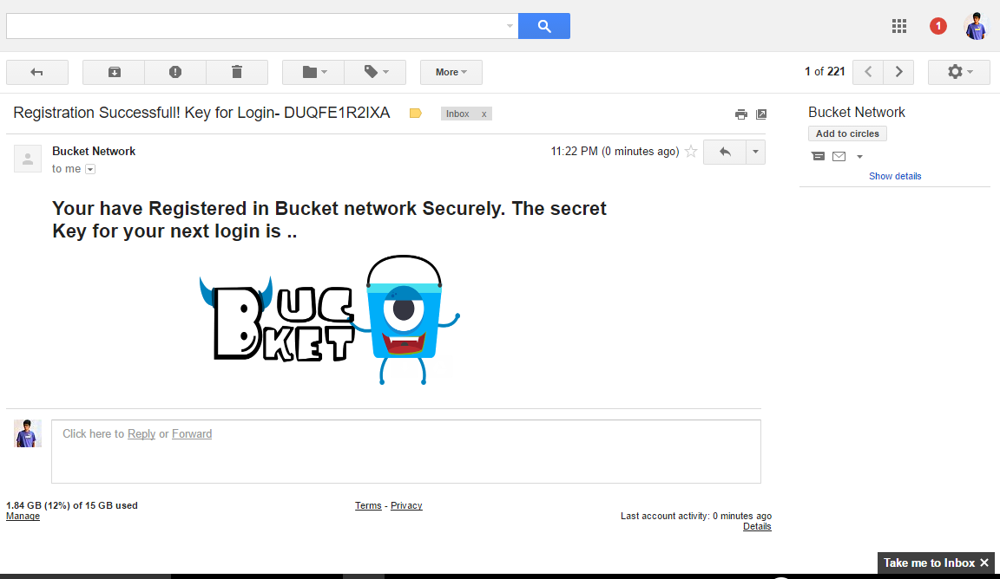 1
More
1 of 221
Registration Successfull! Key for Login- DUQFE1R2IXA
Inbox x
Bucket Network
Add to circles
Show details
Bucket Network
11:22 PM (0 minutes ago)
to me
Your have Registered in Bucket network Securely. The secret
Key for your next login is ..
BUC
KET
Click here to Reply or Forward
1.84 GB (12%) of 15 GB used
Manage
Terms - Privacy
Last account activity: 0 minutes ago
Details
Take me to Inbox ✕